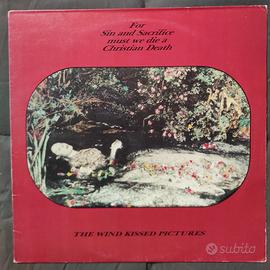 For
Sin and Sacrifice
must we die a
Christian Death
THE WIND KISSED PICTURES
subito